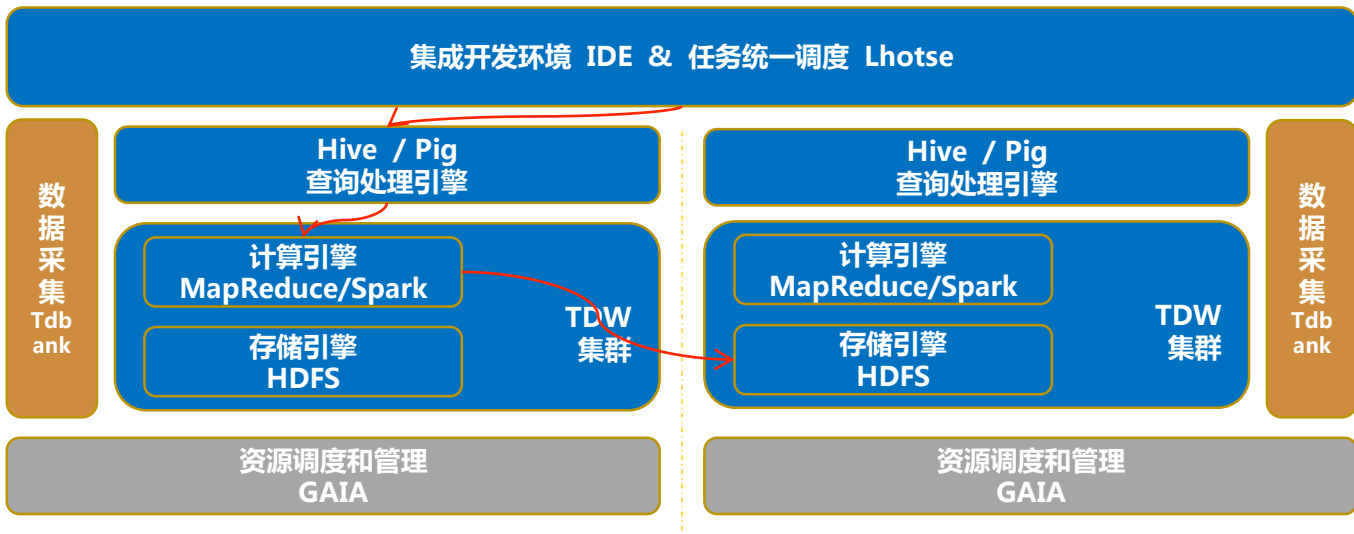 集成开发环境 IDE & 任务统一调度 Lhotse
数
据
采
集
Tdb
ank
Hive / Pig
查询处理引擎
计算引擎
MapReduce/Spark
存储引擎
HDFS
TDW
集群
资源调度和管理
GAIA
Hive / Pig
查询处理引擎
计算引擎
MapReduce/Spark
存储引擎
HDFS
TDW
集群
资源调度和管理
GAIA
数
据
采
集
Tdb
ank